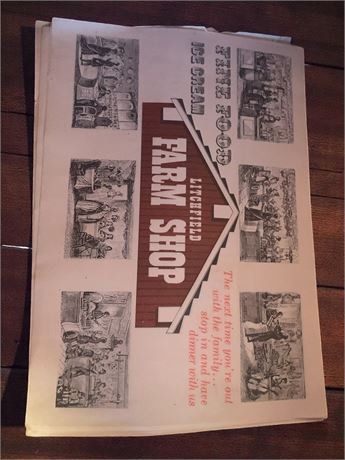 FINE FOOD
ICE CREAM
LITCHFIELD
FARM SHOP
The next time you're out
with the family...
stop in and have
dinner with us